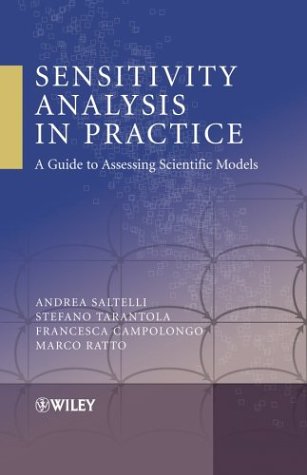 SENSITIVITY
ANALYSIS
IN PRACTICE
A Guide to Assessing Scientific Models
ANDREA SALTELLI
STEFANO TARANTOLA
FRANCESCA CAMPOLONGO
MARCO RATTO
WILEY